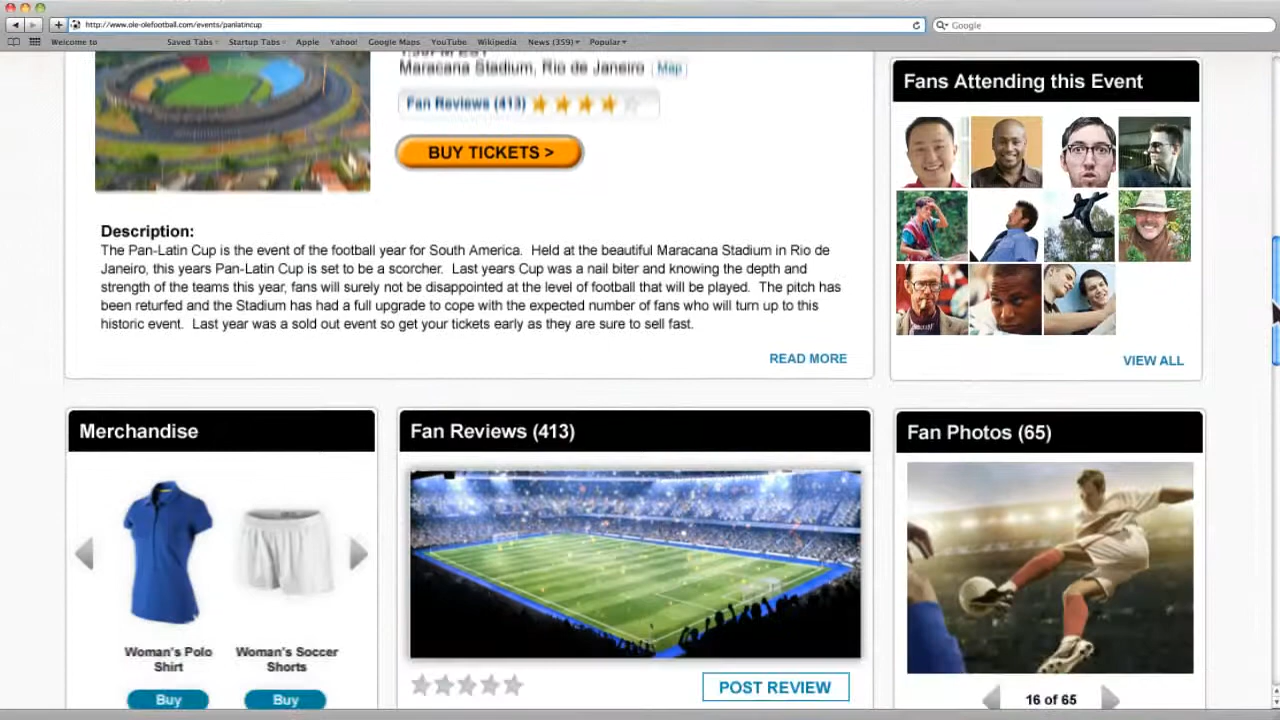 http://www.ole-olefootball.com/events/panlatincup
Google
Welcome to
Saved Tabs
Startup Tabs
Apple
Yahoo!
Google Maps
YouTube
Wikipedia
News (359)
Popular
Maracana Stadium, Rio de Janeiro
Map
Fan Reviews (413)
BUY TICKETS >
Description:
The Pan-Latin Cup is the event of the football year for South America. Held at the beautiful Maracana Stadium in Rio de
Janeiro, this years Pan-Latin Cup is set to be a scorcher. Last years Cup was a nail biter and knowing the depth and
strength of the teams this year, fans will surely not be disappointed at the level of football that will be played. The pitch has
been returfed and the Stadium has had a full upgrade to cope with the expected number of fans who will turn up to this
historic event. Last year was a sold out event so get your tickets early as they are sure to sell fast.
READ MORE
Fans Attending this Event
VIEW ALL
Merchandise
Woman's Polo
Shirt
Buy
Woman's Soccer
Shorts
Buy
Fan Reviews (413)
POST REVIEW
Fan Photos (65)
16 of 65